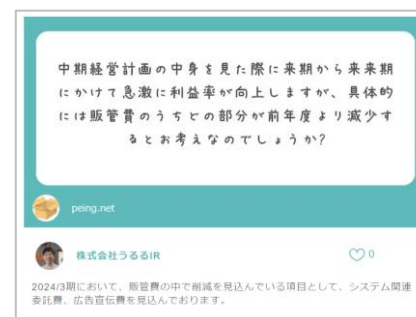 中期経営計画の中身を見た際に来期から来来期
にかけて急激に利益率が向上しますが、具体的
には販管費のうちどの部分が前年度より減少す
るとお考えなのでしょうか?
peing.net
株式会社うるるIR
0
2024/3期において、販管費の中で削減を見込んでいる項目として、システム関連
委託費、広告宣伝費を見込んでおります。